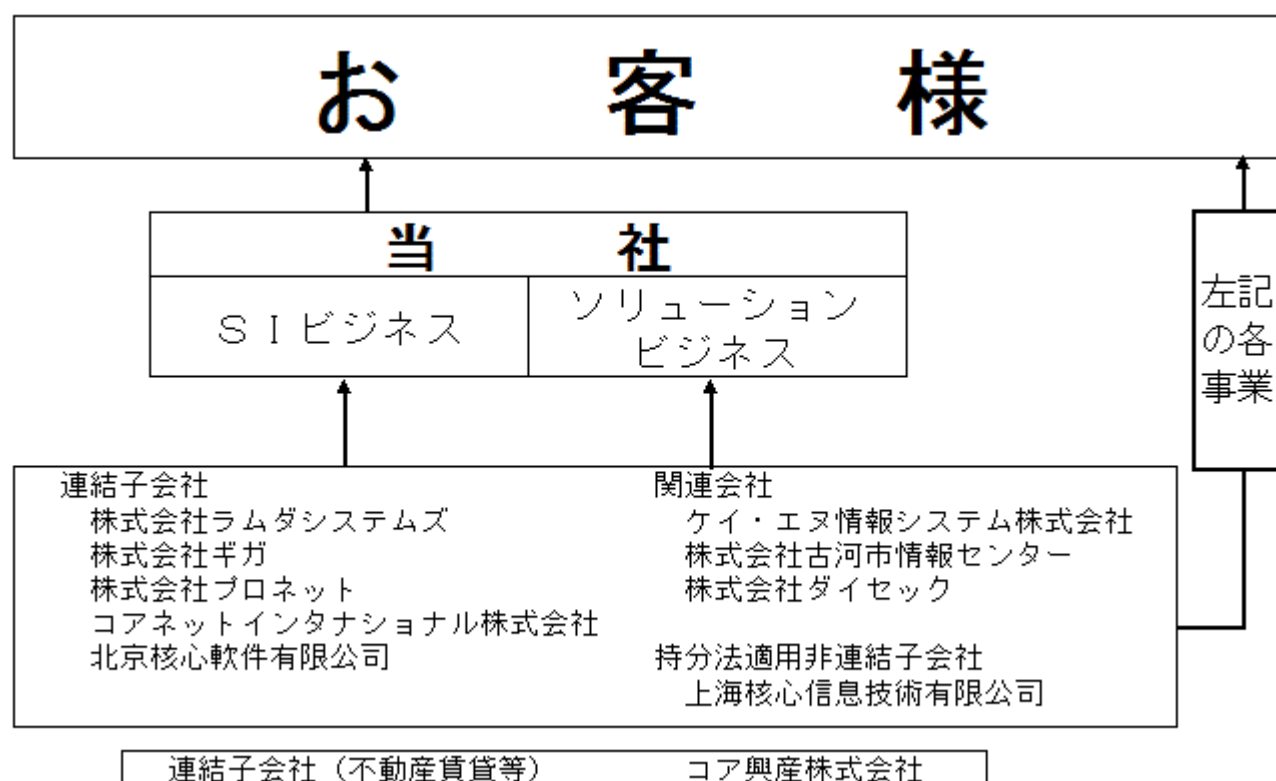 お客様
当社
ＳＩビジネス
ソリューション
ビジネス
左記
の各
事業
連結子会社
株式会社ラムダシステムズ
株式会社ギガ
株式会社プロネット
コアネットインタナショナル株式会社
北京核心軟件有限公司
関連会社
ケイ・エヌ情報システム株式会社
株式会社古河市情報センター
株式会社ダイセック
持分法適用非連結子会社
上海核心信息技術有限公司
連結子会社（不動産賃貸等） コア興産株式会社